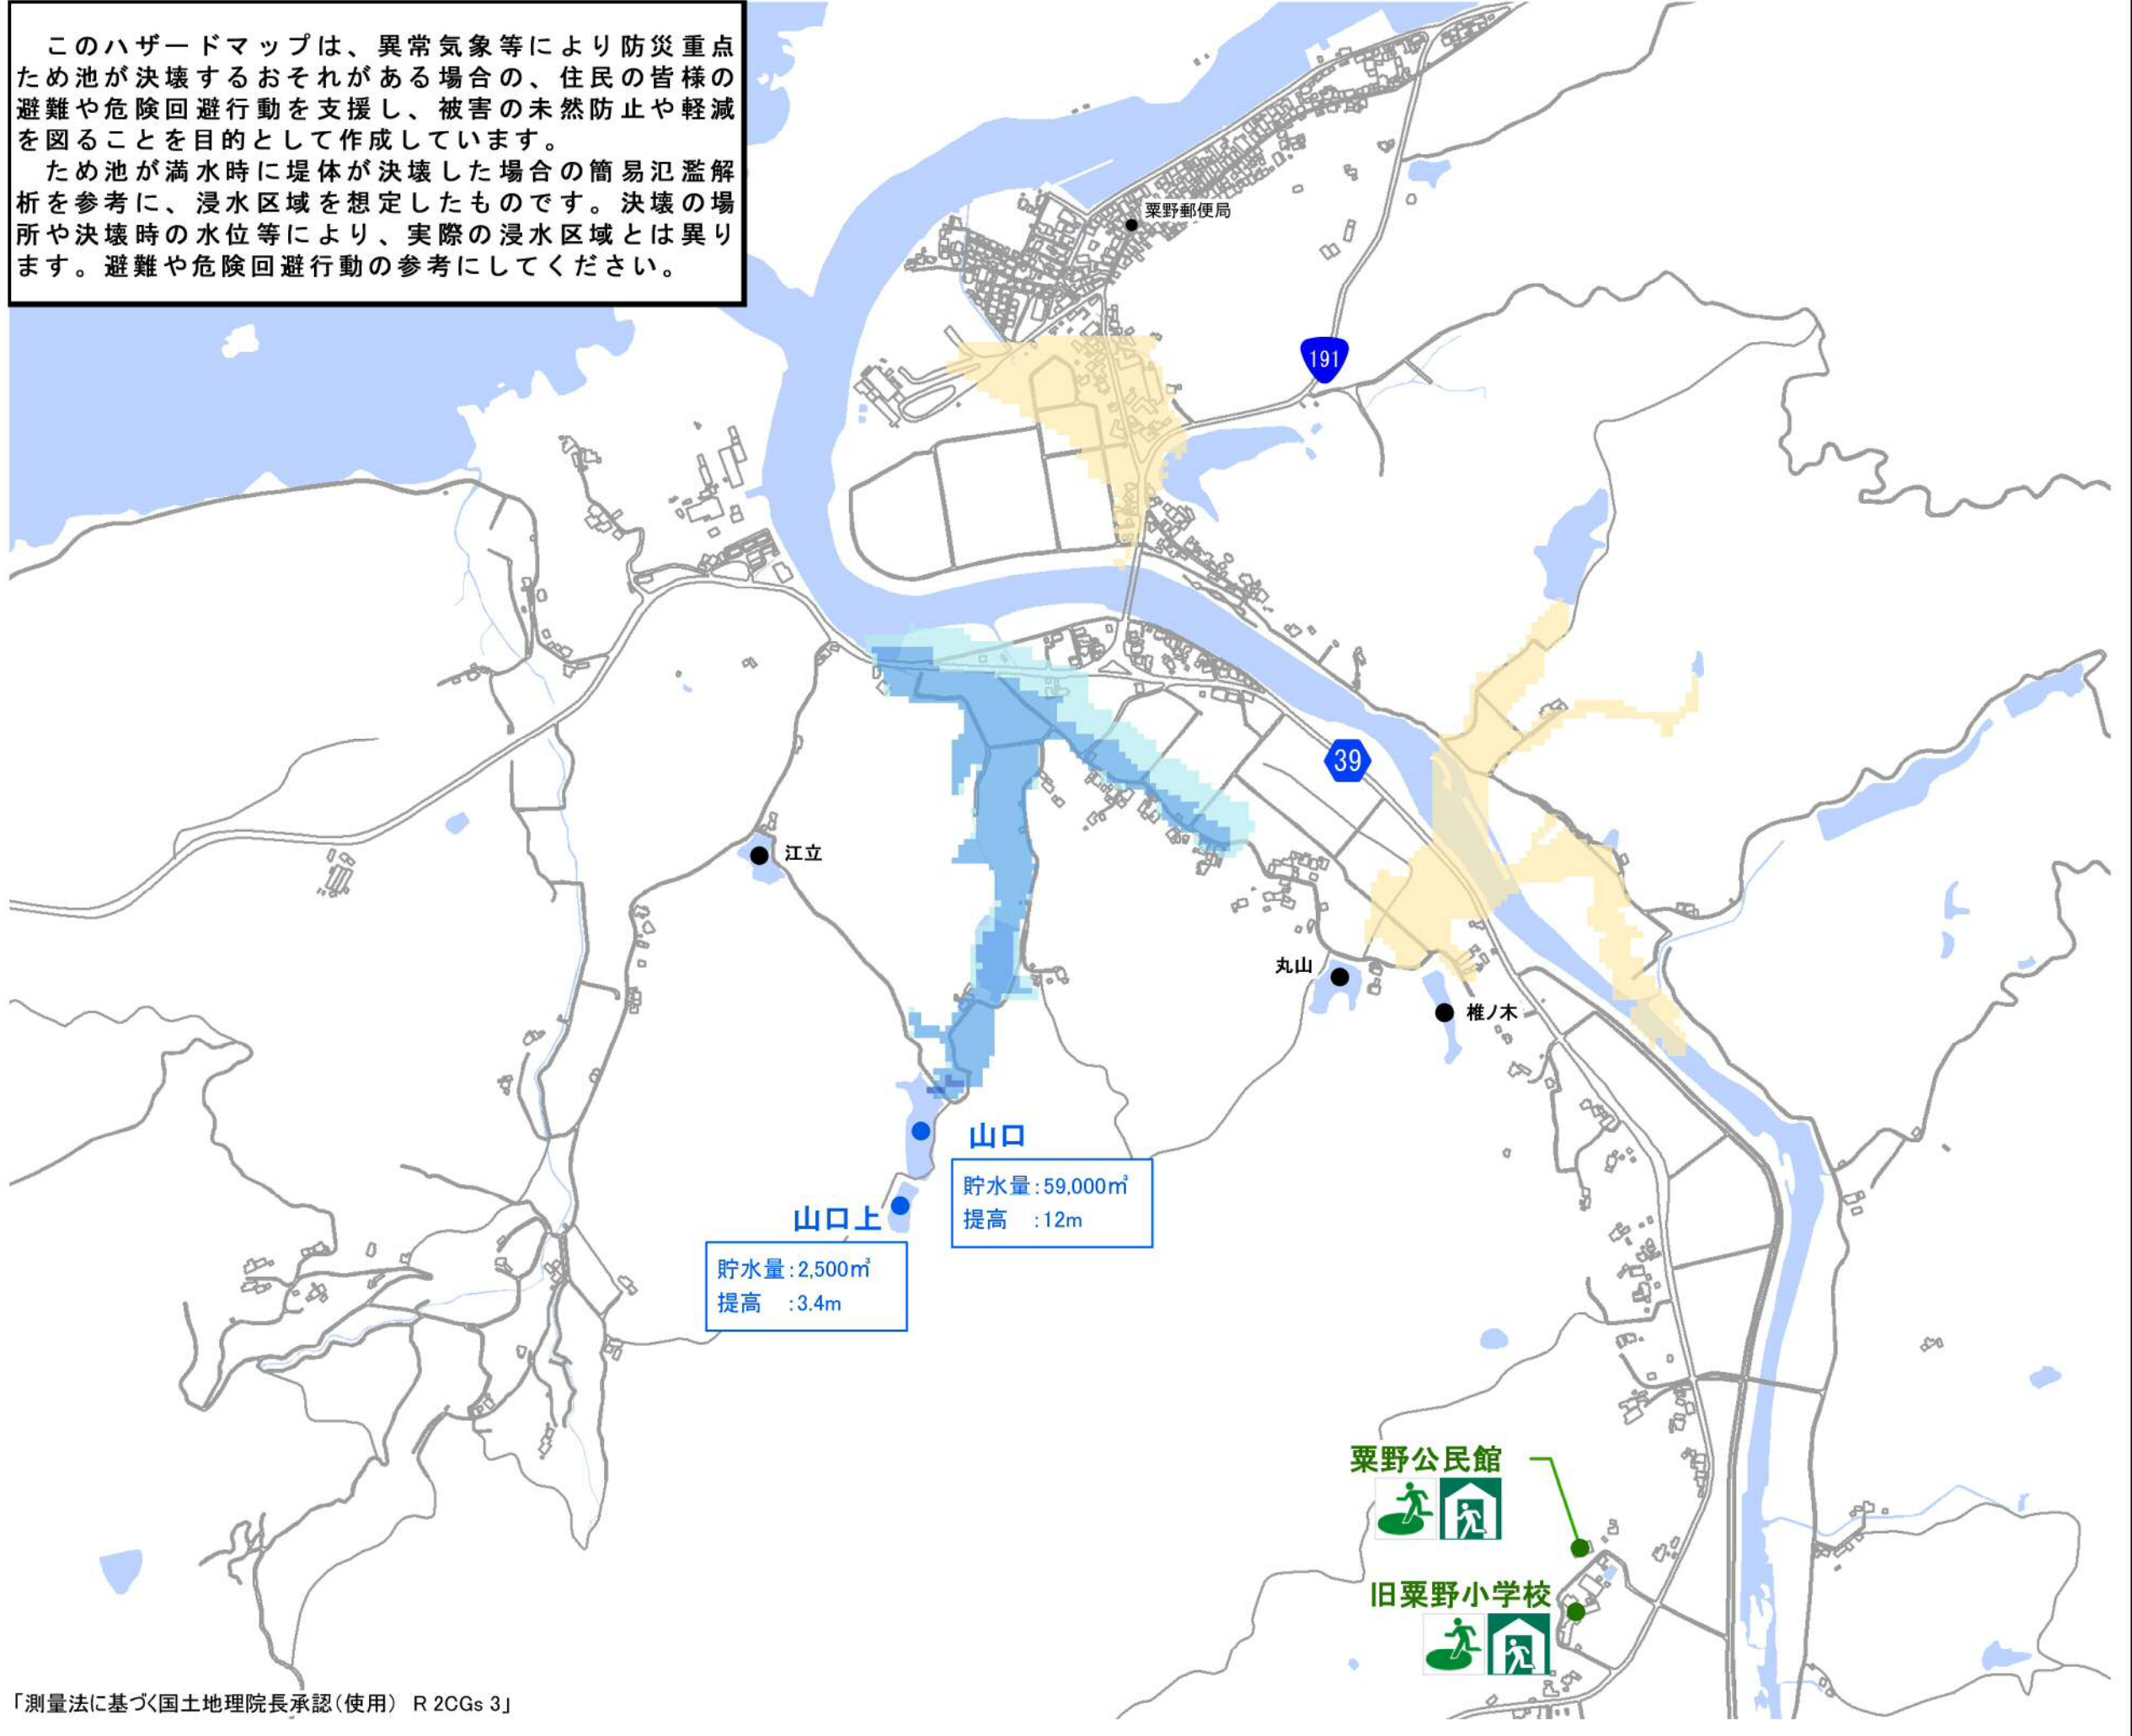 このハザードマップは、異常気象等により防災重点
ため池が決壊するおそれがある場合の、住民の皆様の
避難や危険回避行動を支援し、被害の未然防止や軽減
を図ることを目的として作成しています。
ため池が満水時に堤体が決壊した場合の簡易氾濫解
析を参考に、浸水区域を想定したものです。決壊の場
所や決壊時の水位等により、実際の浸水区域とは異り
ます。避難や危険回避行動の参考にしてください。
粟野郵便局
191
39
江立
丸山
椎ノ木
山口
貯水量:59,000㎥
提高 :12m
山口上
貯水量:2,500㎥
提高 :3.4m
粟野公民館
旧粟野小学校
「測量法に基づく国土地理院長承認(使用) R 2CGs 3」